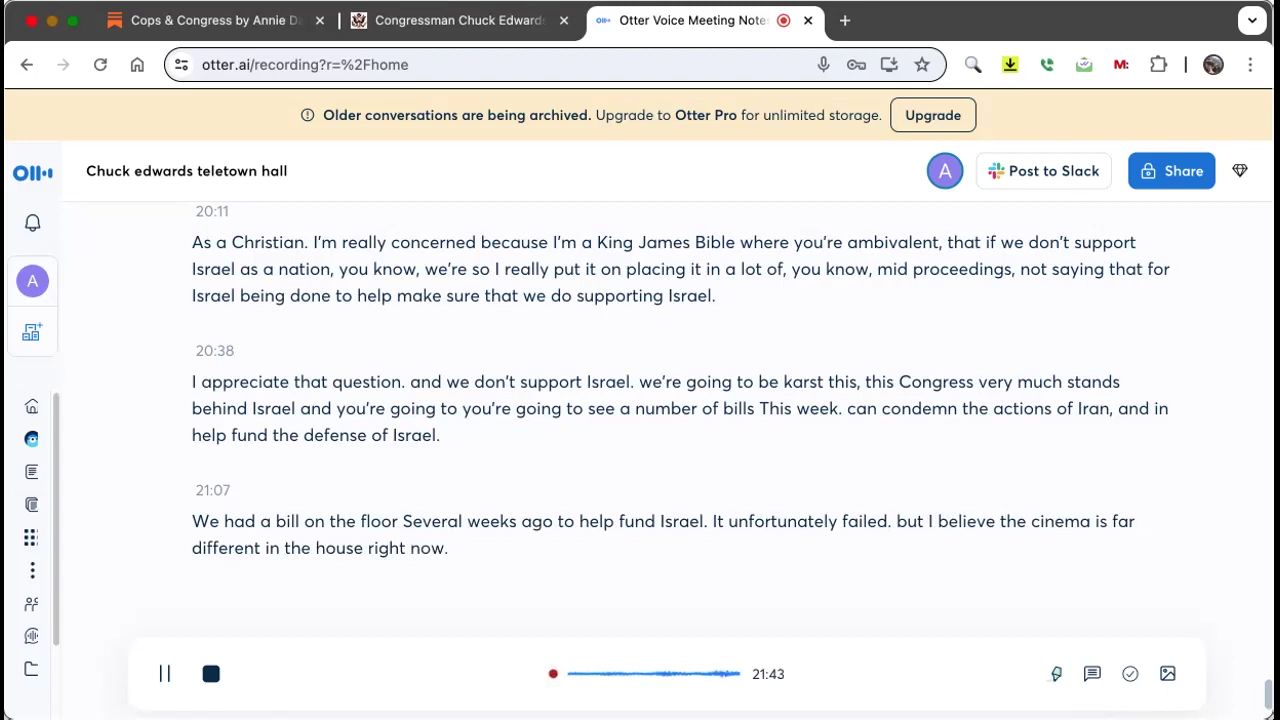 Cops & Congress by Annie Da
Congressman Chuck Edwards
Otter Voice Meeting Note
otter.ai/recording?r=%2Fhome
M:
Older conversations are being archived. Upgrade to Otter Pro for unlimited storage. Upgrade
Chuck edwards teletown hall
A
Post to Slack
Share
A
20:11
As a Christian. I'm really concerned because I'm a King James Bible where you're ambivalent, that if we don't support
Israel as a nation, you know, we're so I really put it on placing it in a lot of, you know, mid proceedings, not saying that for
Israel being done to help make sure that we do supporting Israel.
20:38
I appreciate that question. and we don't support Israel. we're going to be karst this, this Congress very much stands
behind Israel and you're going to you're going to see a number of bills This week. can condemn the actions of Iran, and in
help fund the defense of Israel.
21:07
We had a bill on the floor Several weeks ago to help fund Israel. It unfortunately failed. but I believe the cinema is far
different in the house right now.
21:43